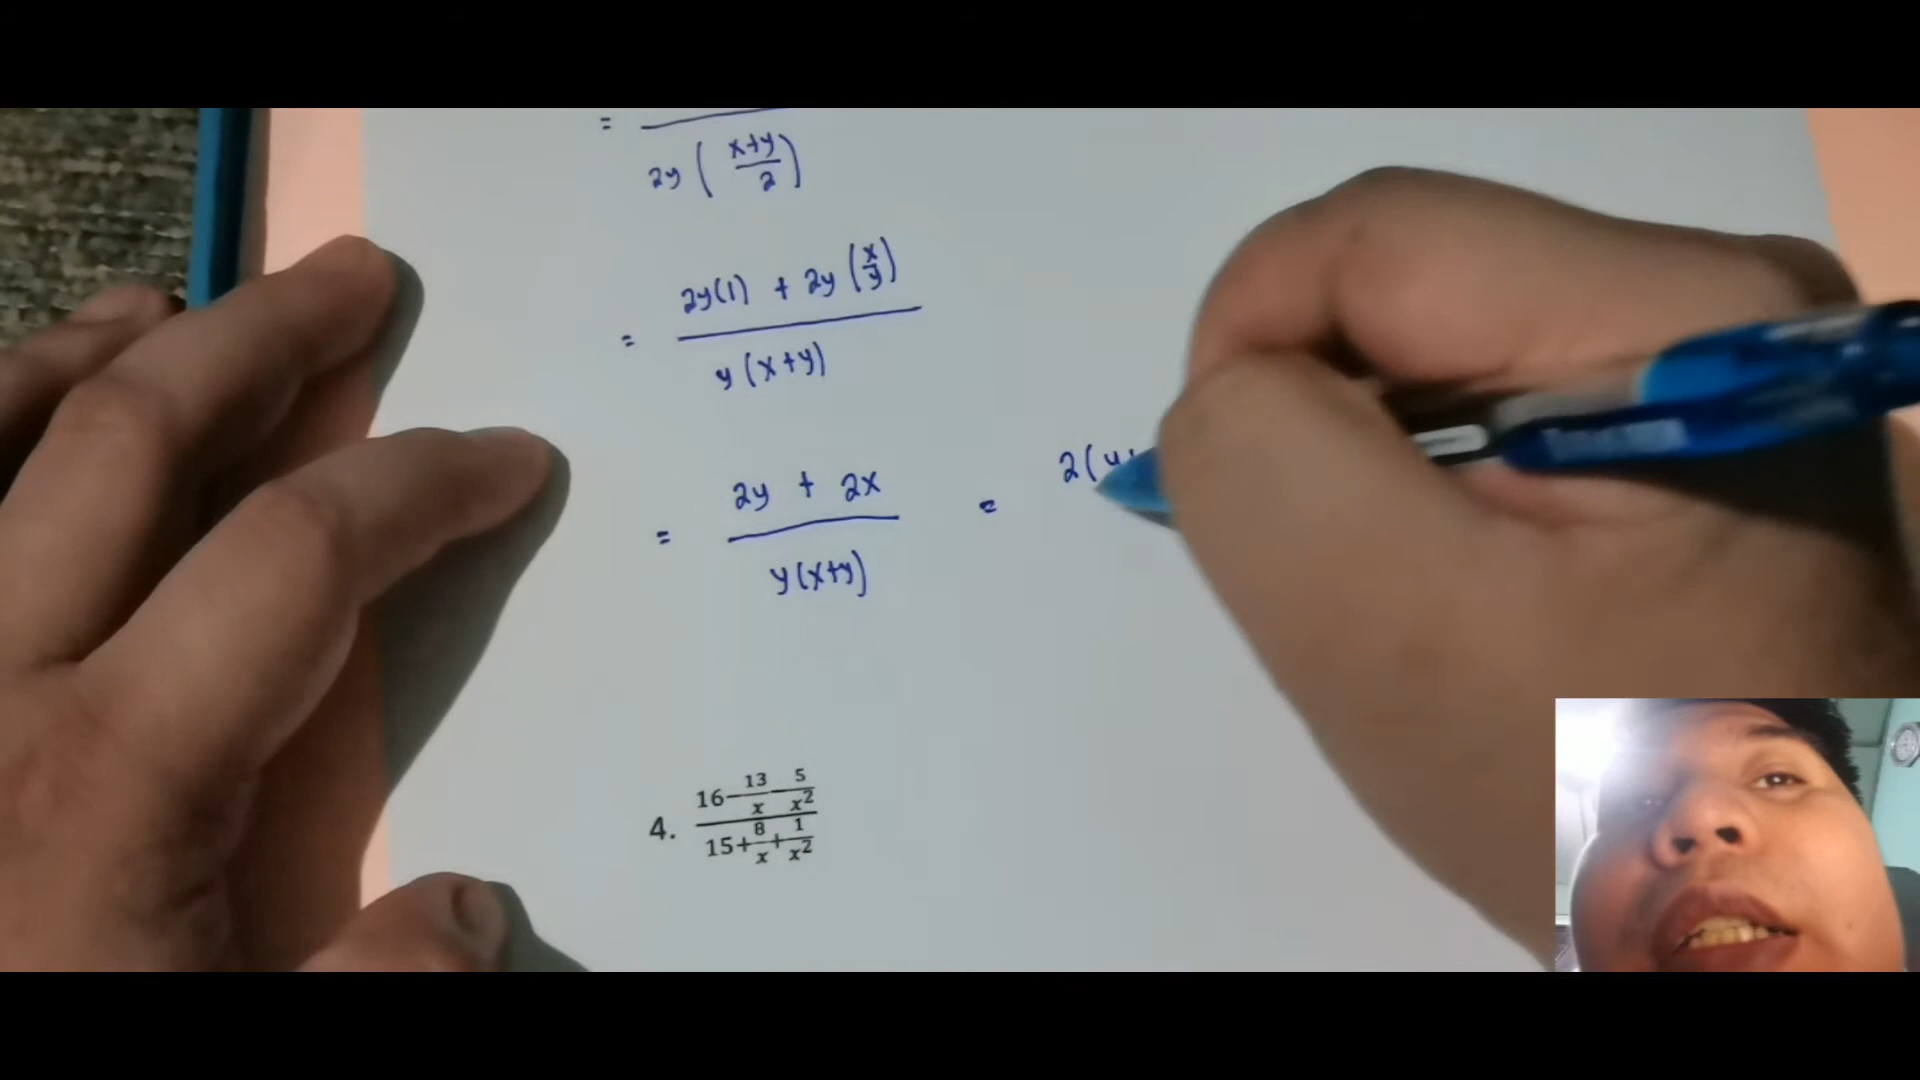 =
2y ( x+y/2 )
= 2y(1) + 2y (x/y)
y(x+y)
= 2y + 2x = 2(y+
y(x+y)
4. 16-13/x-5/x²
15+8/x+1/x²